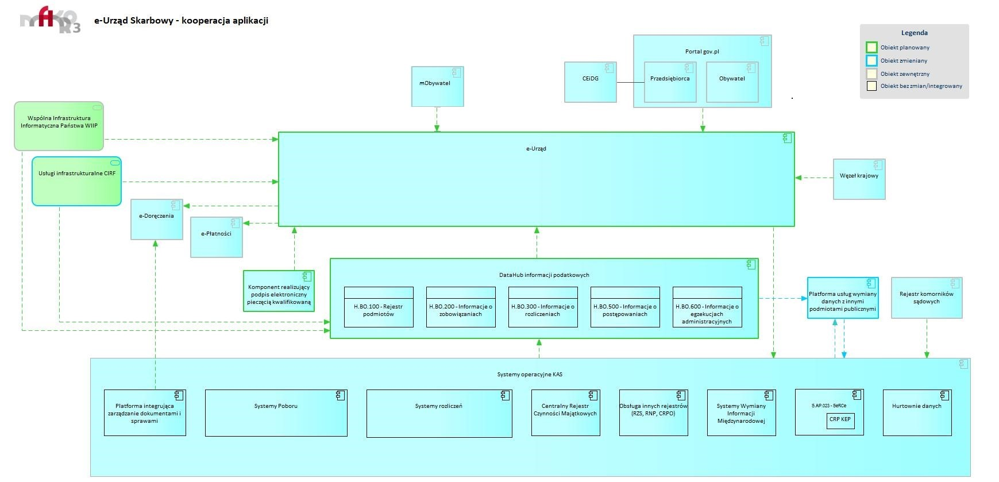 e-Urząd Skarbowy - kooperacja aplikacji
R3
Legenda
Obiekt planowany
Obiekt zmieniany
Obiekt zewnętrzny
Obiekt bez zmian/integrowany
Portal gov.pl
CEiDG
Przedsiębiorca
Obywatel
mObywatel
Wspólna Infrastruktura
Informatyczna Państwa WIIP
e-Urząd
Usługi infrastrukturalne CIRF
Węzeł krajowy
e-Doręczenia
e-Płatności
Komponent realizujący
podpis elektroniczny
pieczęcią kwalifikowaną
DataHub informacji podatkowych
H.BO.100 - Rejestr
podmiotów
H.BO.200 - Informacje o
zobowiązaniach
H.BO.300 - Informacje o
rozliczeniach
H.BO.500 - Informacje o
postępowaniach
H.BO.600 - Informacje o
egzekucjach
administracyjnych
Platforma usług wymiany
danych z innymi
podmiotami publicznymi
Rejestr komorników
sądowych
Systemy operacyjne KAS
Platforma integrująca
zarządzanie dokumentami i
sprawami
Systemy Poboru
Systemy rozliczeń
Centralny Rejestr
Czynności Majątkowych
Obsługa innych rejestrów
(RZS, RNP, CRPO)
Systemy Wymiany
Informacji
Międzynarodowej
S.AP.023 - SeRCe
CRP KEP
Hurtownie danych